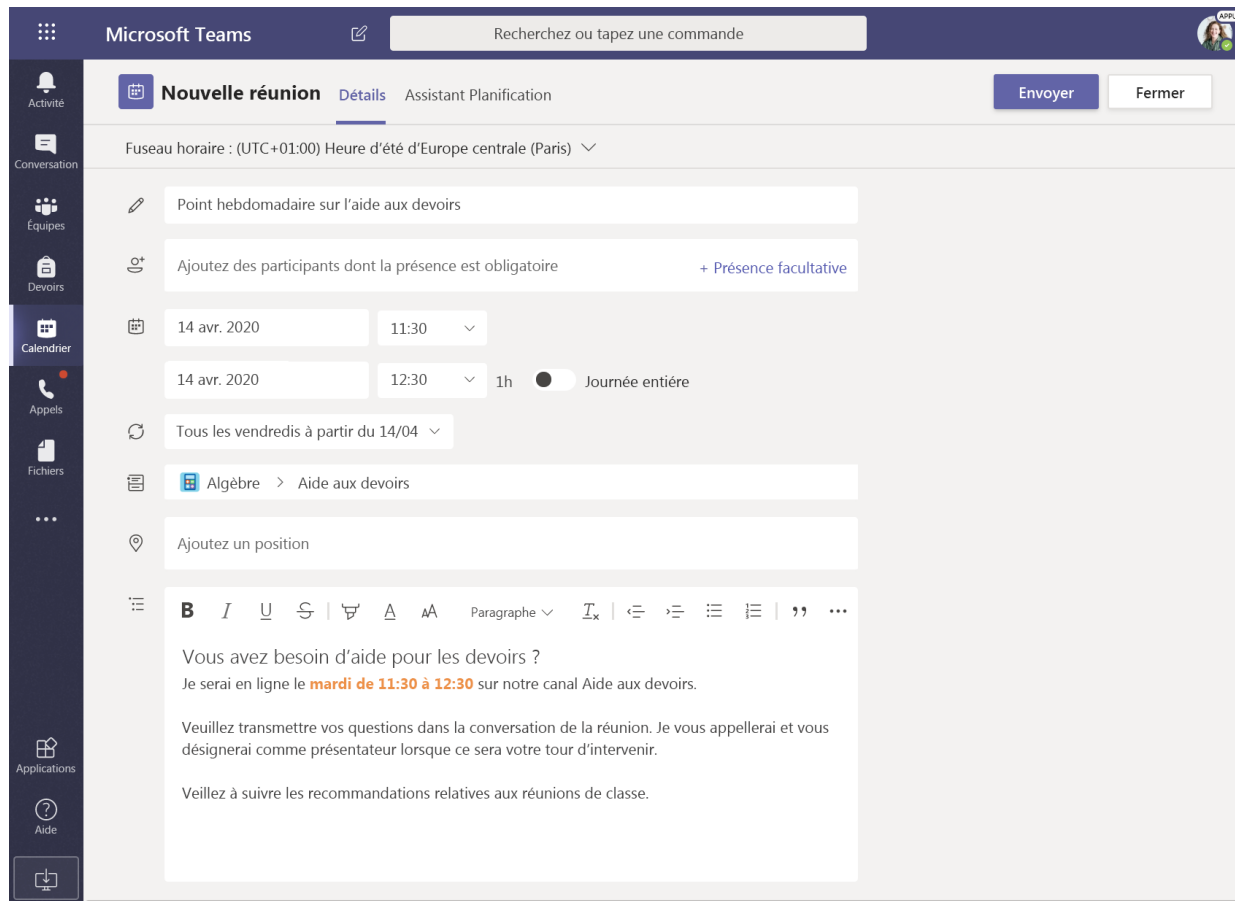 Microsoft Teams
Recherchez ou tapez une commande
Activité
Conversation
Équipes
Devoirs
Calendrier
Appels
Fichiers
Applications
Aide
Nouvelle réunion Détails Assistant Planification
Envoyer Fermer
Fuseau horaire : (UTC+01:00) Heure d’été d’Europe centrale (Paris)
Point hebdomadaire sur l’aide aux devoirs
Ajoutez des participants dont la présence est obligatoire + Présence facultative
14 avr. 2020 11:30
14 avr. 2020 12:30 1h Journée entiére
Tous les vendredis à partir du 14/04
Algèbre > Aide aux devoirs
Ajoutez un position
B I U S A AA Paragraphe Tx
Vous avez besoin d’aide pour les devoirs ?
Je serai en ligne le mardi de 11:30 à 12:30 sur notre canal Aide aux devoirs.
Veuillez transmettre vos questions dans la conversation de la réunion. Je vous appellerai et vous
désignerai comme présentateur lorsque ce sera votre tour d’intervenir.
Veillez à suivre les recommandations relatives aux réunions de classe.